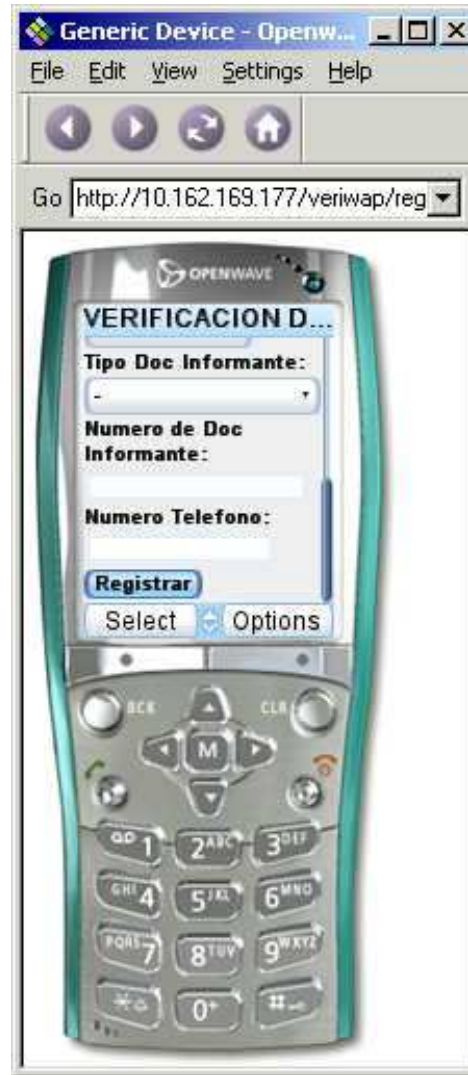 Generic Device - Openw...
File Edit View Settings Help
Go http://10.162.169.177/veriwap/reg
OPENWAVE
VERIFICACION D...
Tipo Doc Informante:
-
Numero de Doc
Informante:
Numero Telefono:
Registrar
Select Options
BCK CLR
M
1 2ABC 3DEF
GHI4 5JKL 6MNO
PQRS7 8TUV 9WXYZ
* 0+ #